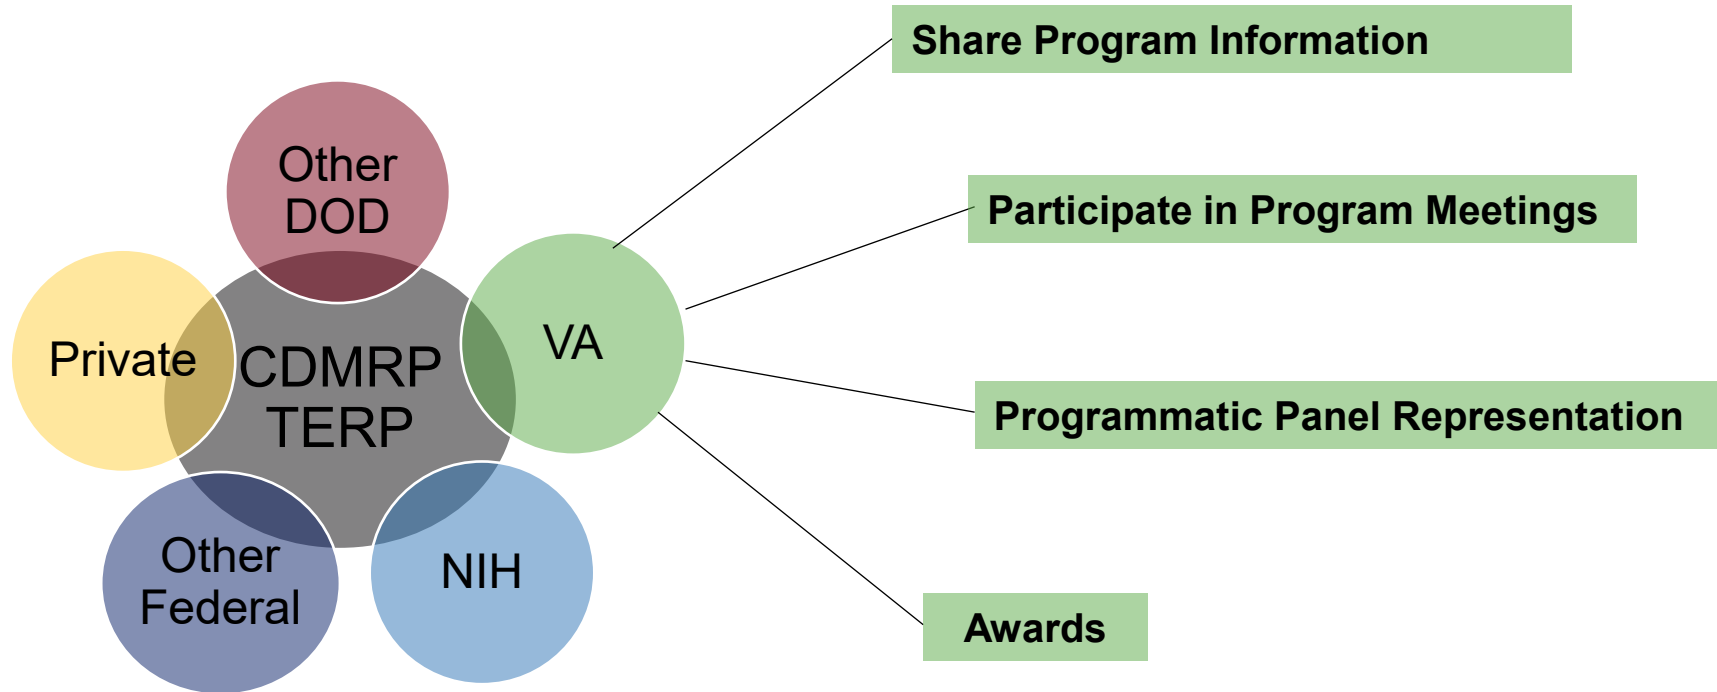 Share Program Information
Other
DOD
Participate in Program Meetings
Private
CDMRP
TERP
VA
Programmatic Panel Representation
Other
Federal
NIH
Awards